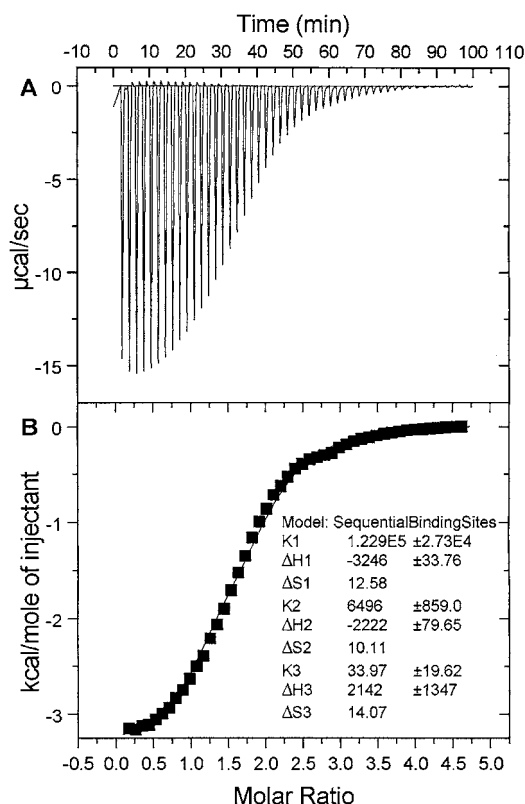 Time (min)
-10 0 10 20 30 40 50 60 70 80 90 100 110
A
0
-5
-10
-15
µcal/sec
B
0
-1
-2
-3
kcal/mole of injectant
Model: SequentialBindingSites
K1 1.229E5 ±2.73E4
ΔH1 -3246 ±33.76
ΔS1 12.58
K2 6496 ±859.0
ΔH2 -2222 ±79.65
ΔS2 10.11
K3 33.97 ±19.62
ΔH3 2142 ±1347
ΔS3 14.07
-0.5 0.0 0.5 1.0 1.5 2.0 2.5 3.0 3.5 4.0 4.5 5.0
Molar Ratio